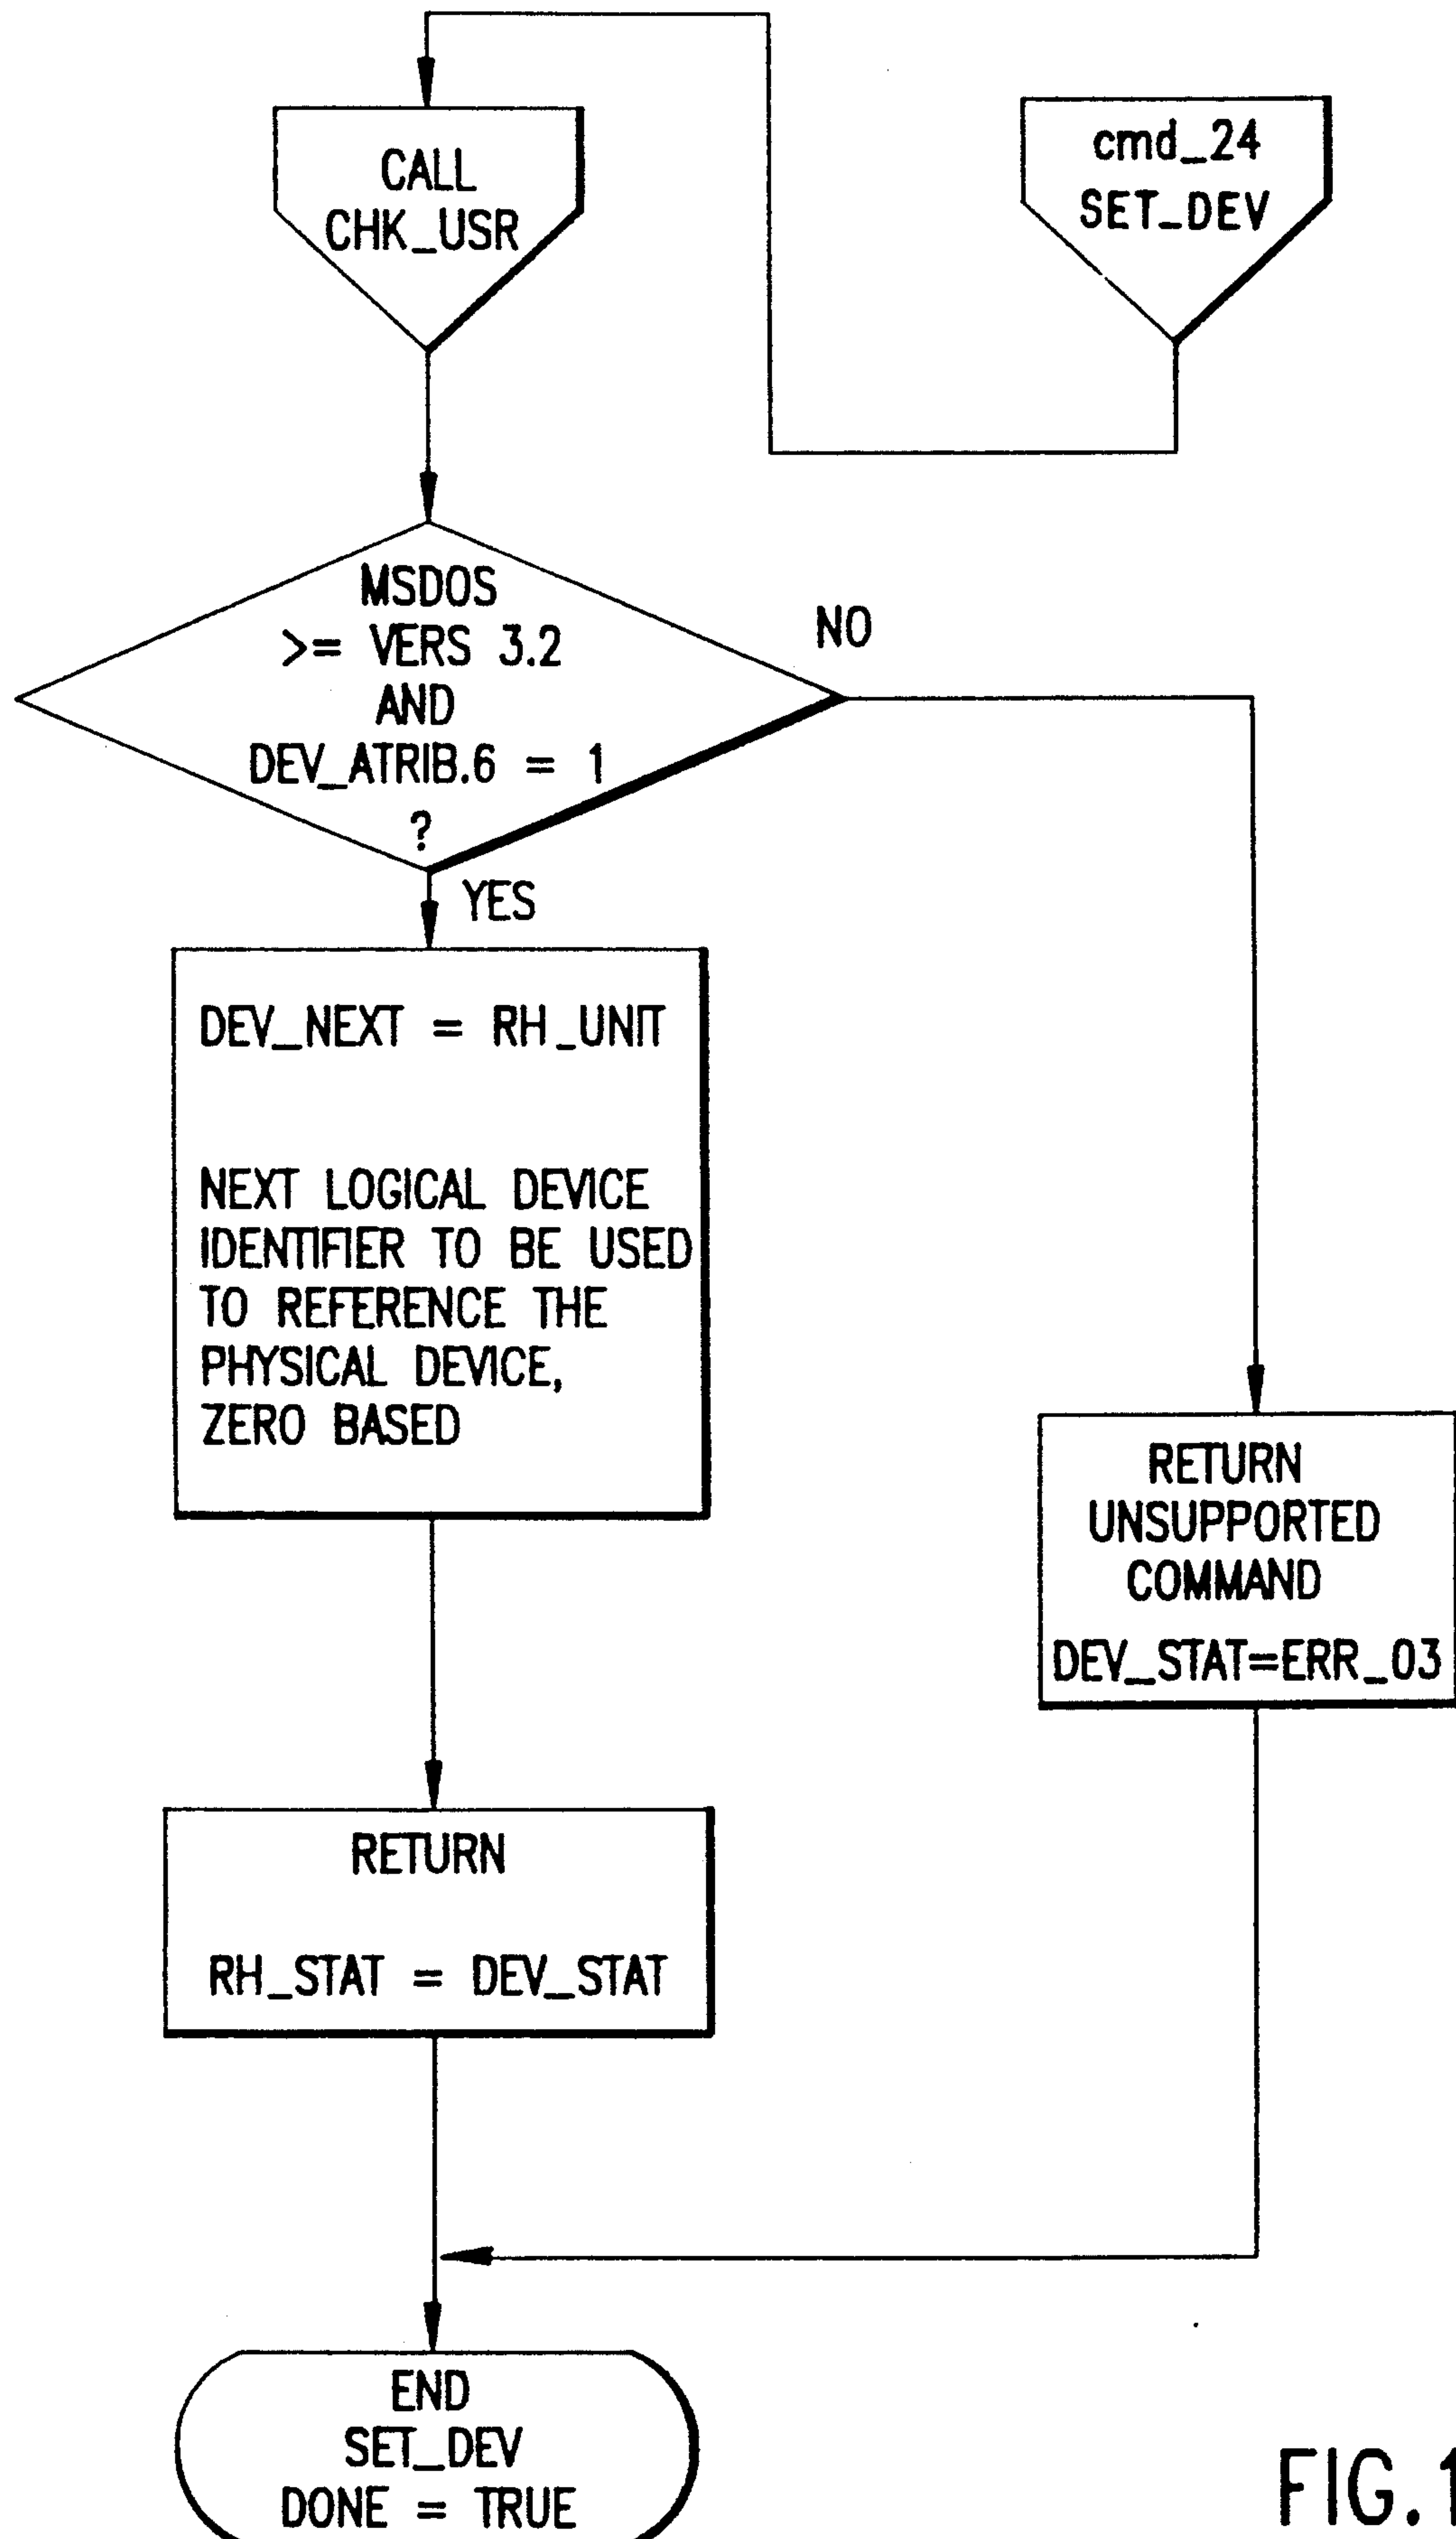 cmd_24
SET_DEV
CALL
CHK_USR
MSDOS
>= VERS 3.2
AND
DEV_ATRIB.6 = 1
?
NO
YES
DEV_NEXT = RH_UNIT
NEXT LOGICAL DEVICE
IDENTIFIER TO BE USED
TO REFERENCE THE
PHYSICAL DEVICE,
ZERO BASED
RETURN
UNSUPPORTED
COMMAND
DEV_STAT=ERR_03
RETURN
RH_STAT = DEV_STAT
END
SET_DEV
DONE = TRUE
FIG.1